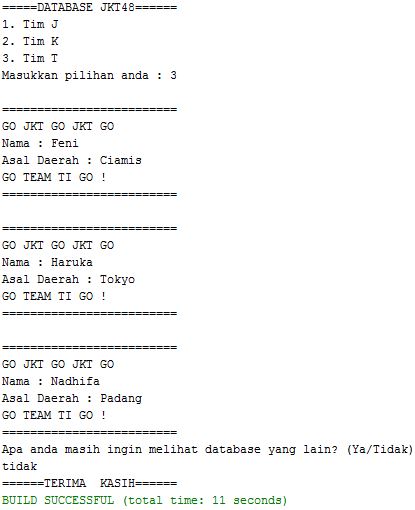 =====DATABASE JKT48======
1. Tim J
2. Tim K
3. Tim T
Masukkan pilihan anda : 3
=========================
GO JKT GO JKT GO
Nama : Feni
Asal Daerah : Ciamis
GO TEAM TI GO !
=========================
=========================
GO JKT GO JKT GO
Nama : Haruka
Asal Daerah : Tokyo
GO TEAM TI GO !
=========================
=========================
GO JKT GO JKT GO
Nama : Nadhifa
Asal Daerah : Padang
GO TEAM TI GO !
=========================
Apa anda masih ingin melihat database yang lain? (Ya/Tidak)
tidak
======TERIMA  KASIH======
BUILD SUCCESSFUL (total time: 11 seconds)